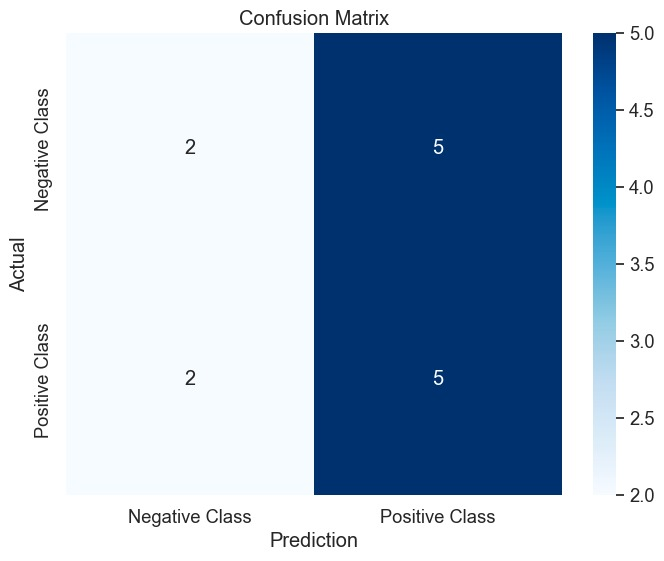 Confusion Matrix
Actual
Negative Class
Positive Class
2
5
2
5
Negative Class
Positive Class
Prediction
5.0
4.5
4.0
3.5
3.0
2.5
2.0